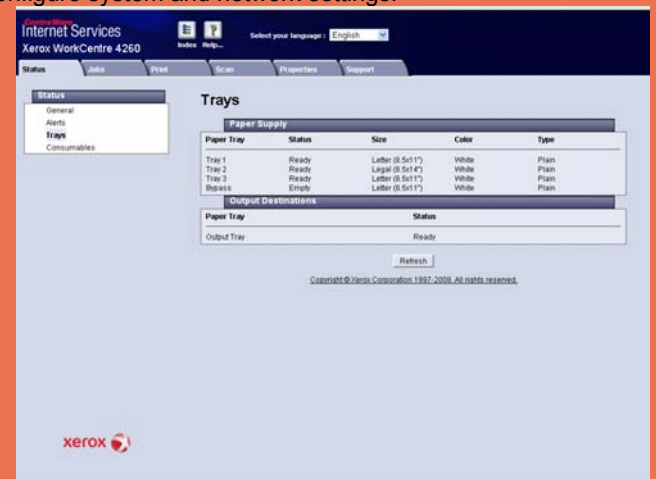 configure system and network settings.
CentreWare
Internet Services
Xerox WorkCentre 4260
Index Help...
Select your language : English
Status Jobs Print Scan Properties Support
Status
General
Alerts
Trays
Consumables
Trays
Paper Supply
Paper Tray Status Size Color Type
Tray 1 Ready Letter (8.5x11") White Plain
Tray 2 Ready Legal (8.5x14") White Plain
Tray 3 Ready Letter (8.5x11") White Plain
Bypass Empty Letter (8.5x11") White Plain
Output Destinations
Paper Tray Status
Output Tray Ready
Refresh
Copyright © Xerox Corporation 1997-2008. All rights reserved.
xerox